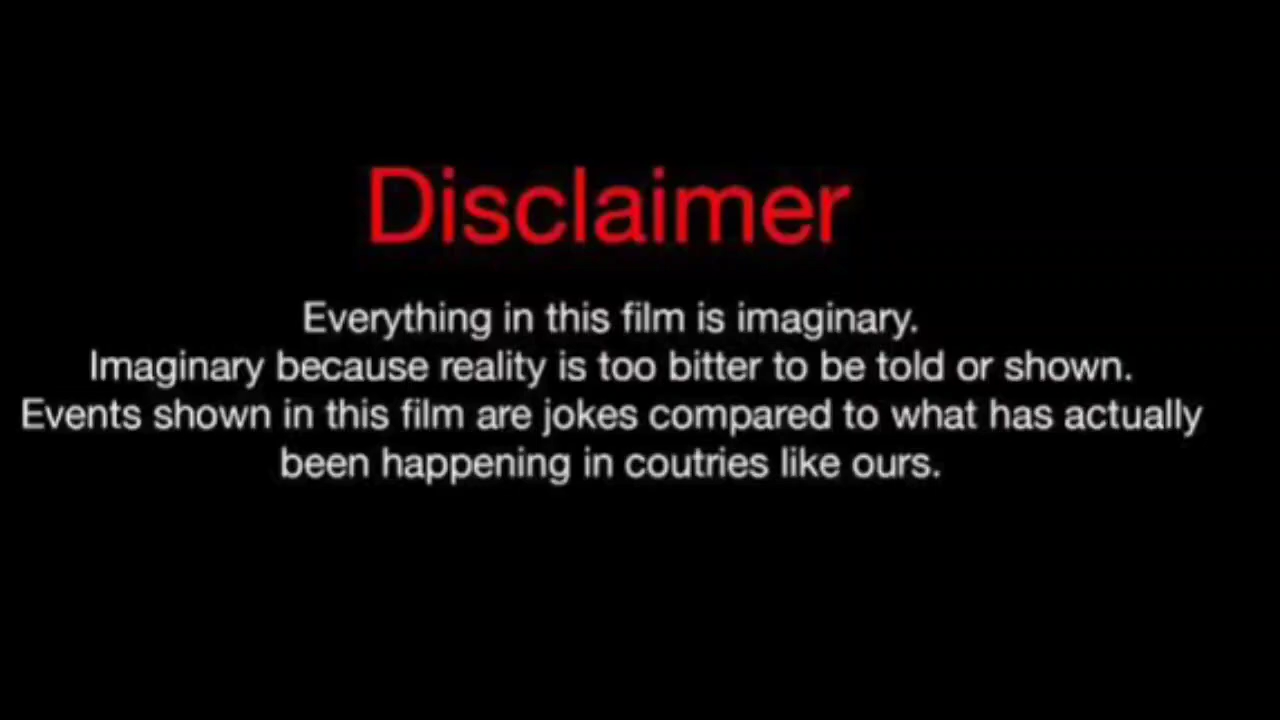 Disclaimer
Everything in this film is imaginary.
Imaginary because reality is too bitter to be told or shown.
Events shown in this film are jokes compared to what has actually
been happening in coutries like ours.